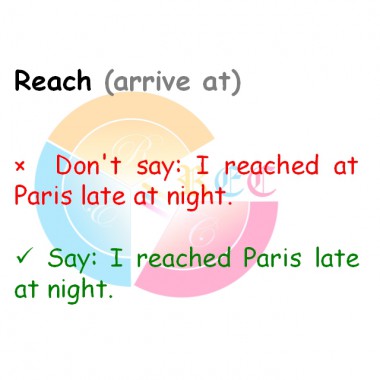 Reach (arrive at)
× Don't say: I reached at
Paris late at night.
✓ Say: I reached Paris late
at night.